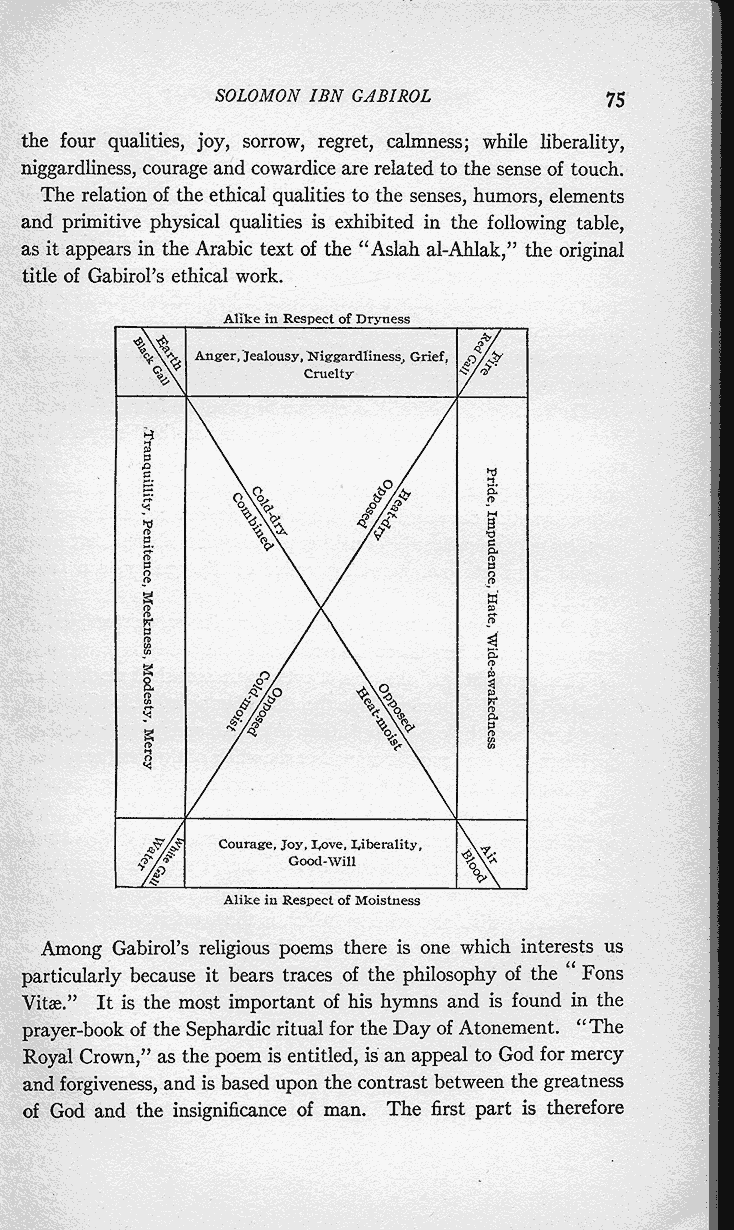 SOLOMON IBN GABIROL 75
the four qualities, joy, sorrow, regret, calmness; while liberality,
niggardliness, courage and cowardice are related to the sense of touch.
The relation of the ethical qualities to the senses, humors, elements
and primitive physical qualities is exhibited in the following table,
as it appears in the Arabic text of the "Aslah al-Ahlak," the original
title of Gabirol's ethical work.
Alike in Respect of Dryness
Earth
Black Gall
Anger, Jealousy, Niggardliness, Grief,
Cruelty
Red Gall
Fire
Tranquillity, Penitence, Meekness, Modesty, Mercy
Cold-dry
Combined
Opposed
Heat-dry
Pride, Impudence, Hate, Wide-awakedness
Cold-moist
Opposed
Opposed
Heat-moist
Water
White Gall
Courage, Joy, Love, Liberality,
Good-Will
Air
Blood
Alike in Respect of Moistness
Among Gabirol's religious poems there is one which interests us
particularly because it bears traces of the philosophy of the "Fons
Vitæ." It is the most important of his hymns and is found in the
prayer-book of the Sephardic ritual for the Day of Atonement. "The
Royal Crown," as the poem is entitled, is an appeal to God for mercy
and forgiveness, and is based upon the contrast between the greatness
of God and the insignificance of man. The first part is therefore